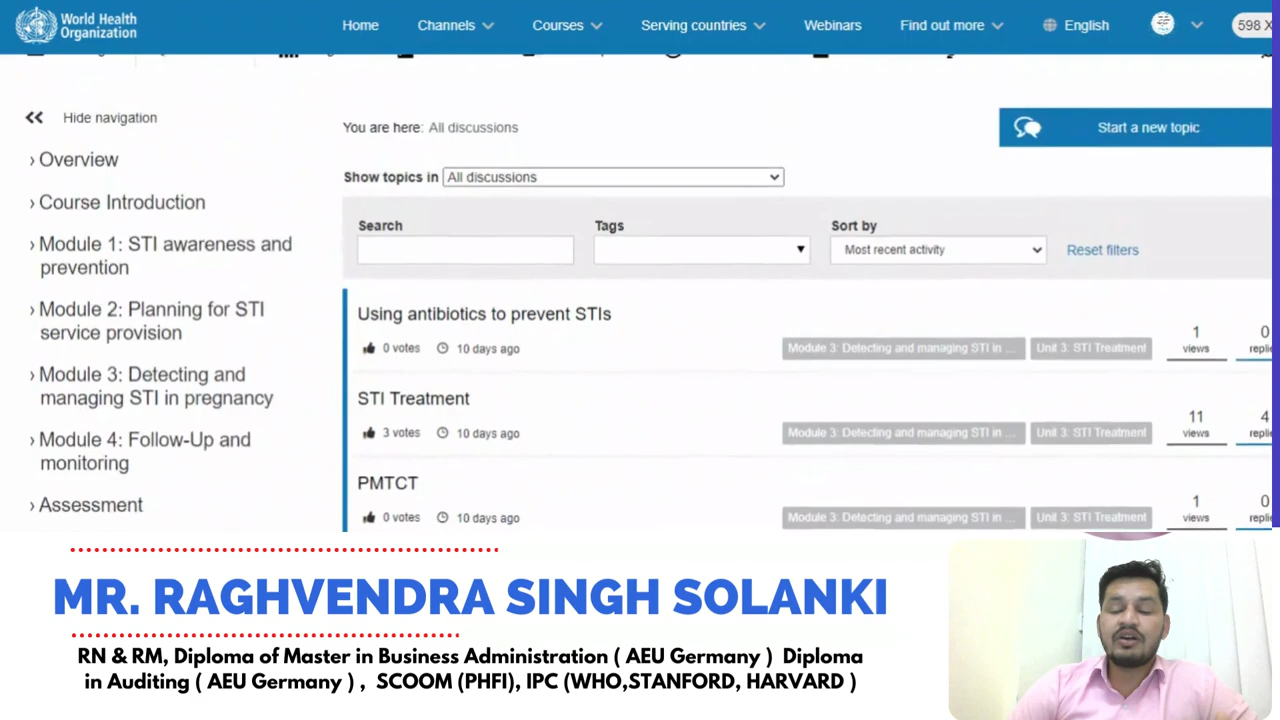 World Health
Organization
Home
Channels
Courses
Serving countries
Webinars
Find out more
English
598 X
Hide navigation
› Overview
› Course Introduction
› Module 1: STI awareness and
prevention
› Module 2: Planning for STI
service provision
› Module 3: Detecting and
managing STI in pregnancy
› Module 4: Follow-Up and
monitoring
› Assessment
You are here: All discussions
Start a new topic
Show topics in All discussions
Search
Tags
Sort by
Most recent activity
Reset filters
Using antibiotics to prevent STIs
0 votes 10 days ago
Module 3: Detecting and managing STI in ...
Unit 3: STI Treatment
1
views
0
replie
STI Treatment
3 votes 10 days ago
Module 3: Detecting and managing STI in ...
Unit 3: STI Treatment
11
views
4
replie
PMTCT
0 votes 10 days ago
Module 3: Detecting and managing STI in ...
Unit 3: STI Treatment
1
views
0
replie
MR. RAGHVENDRA SINGH SOLANKI
RN & RM, Diploma of Master in Business Administration ( AEU Germany ) Diploma
in Auditing ( AEU Germany ) , SCOOM (PHFI), IPC (WHO,STANFORD, HARVARD )